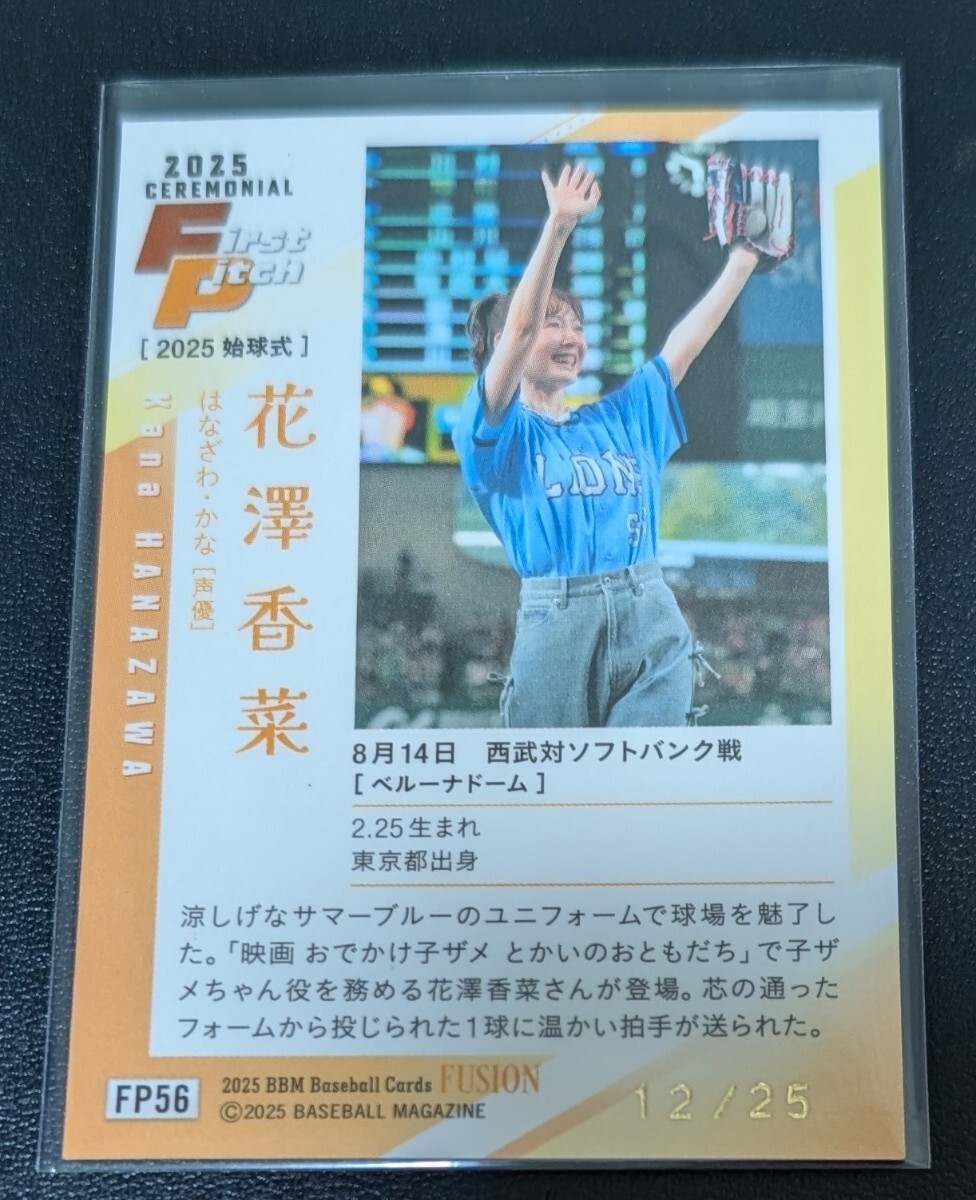 2025
CEREMONIAL
First
Pitch
[ 2025 始球式 ]
花澤香菜
はなざわ・かな [声優]
Kana HANAZAWA
LIONS
8月14日 西武対ソフトバンク戦
[ ベルーナドーム ]
2.25生まれ
東京都出身
涼しげなサマーブルーのユニフォームで球場を魅了し
た。「映画 おでかけ子ザメ とかいのおともだち」で子ザ
メちゃん役を務める花澤香菜さんが登場。芯の通った
フォームから投じられた1球に温かい拍手が送られた。
FP56
2025 BBM Baseball Cards FUSION
©2025 BASEBALL MAGAZINE
12/25